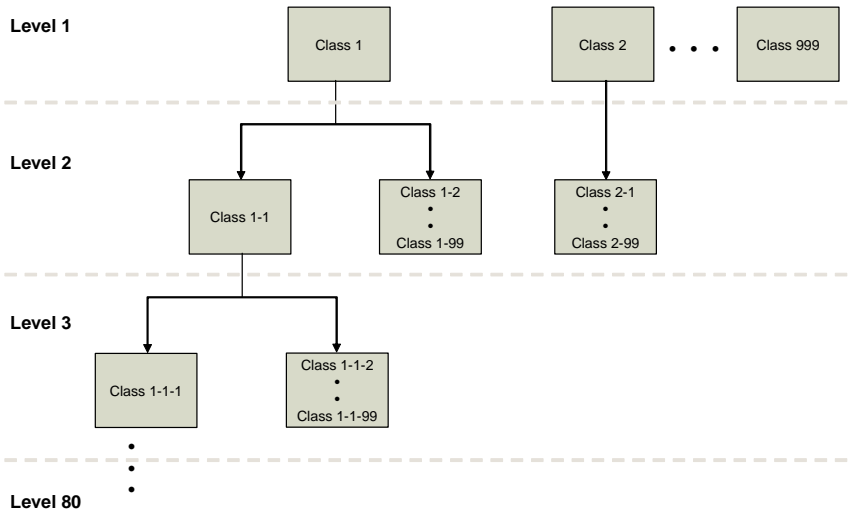 Level 1
Class 1
Class 2
Class 999
Level 2
Class 1-1
Class 1-2
Class 1-99
Class 2-1
Class 2-99
Level 3
Class 1-1-1
Class 1-1-2
Class 1-1-99
Level 80